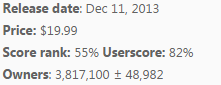 Release date: Dec 11, 2013
Price: $19.99
Score rank: 55% Userscore: 82%
Owners: 3,817,100 ± 48,982